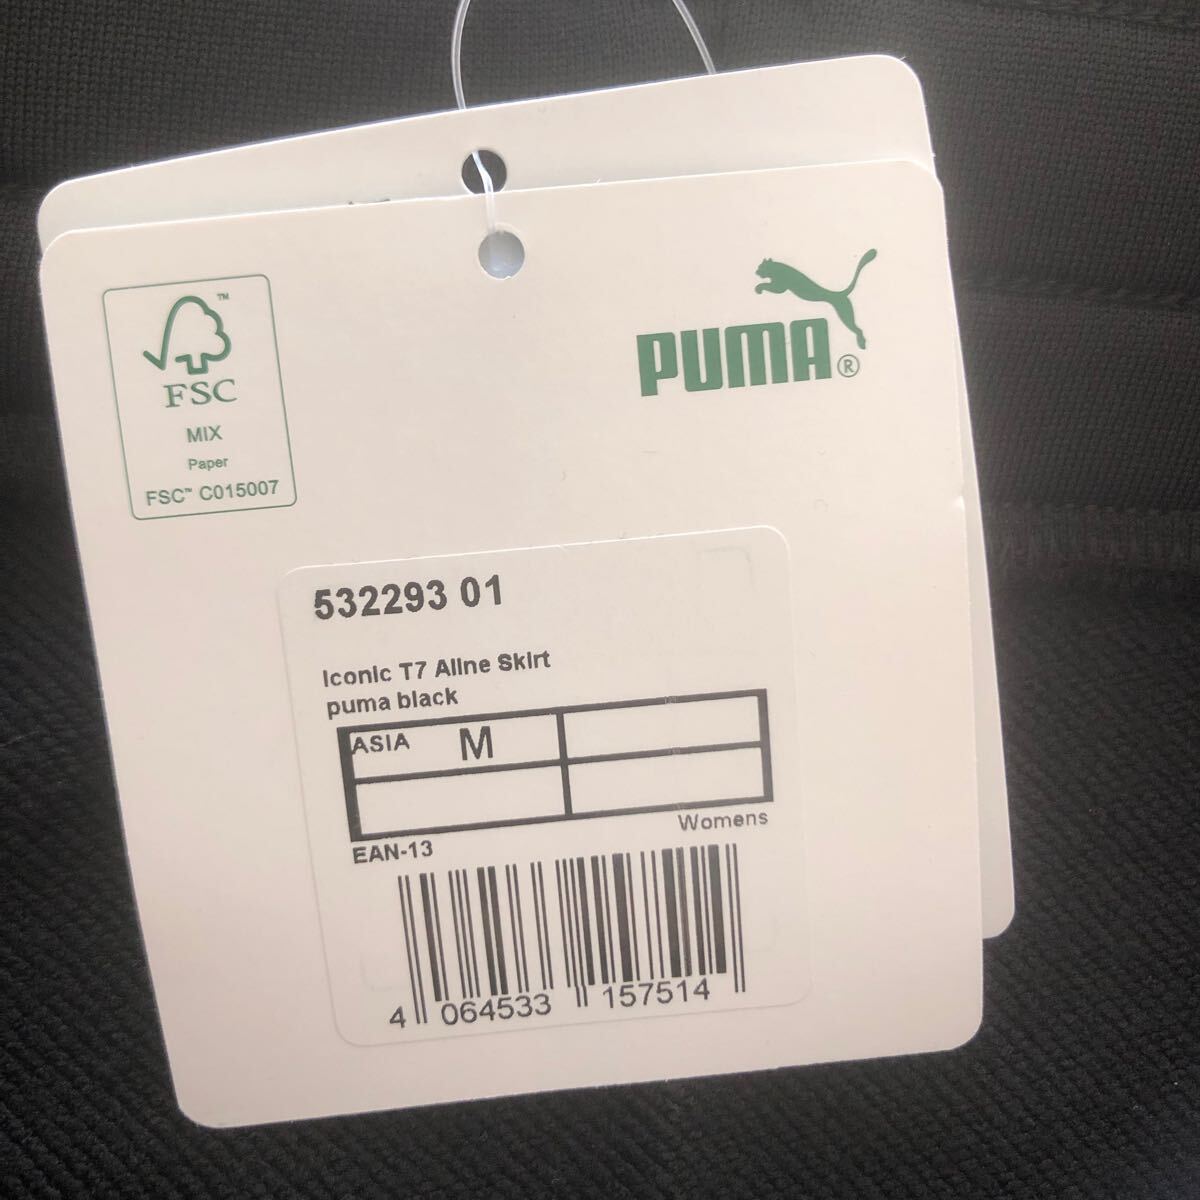 PUMA®
™
FSC
MIX
Paper
FSC™ C015007
532293 01
Iconic T7 Aline Skirt
puma black
ASIA M
Womens
EAN-13
4 064533 157514